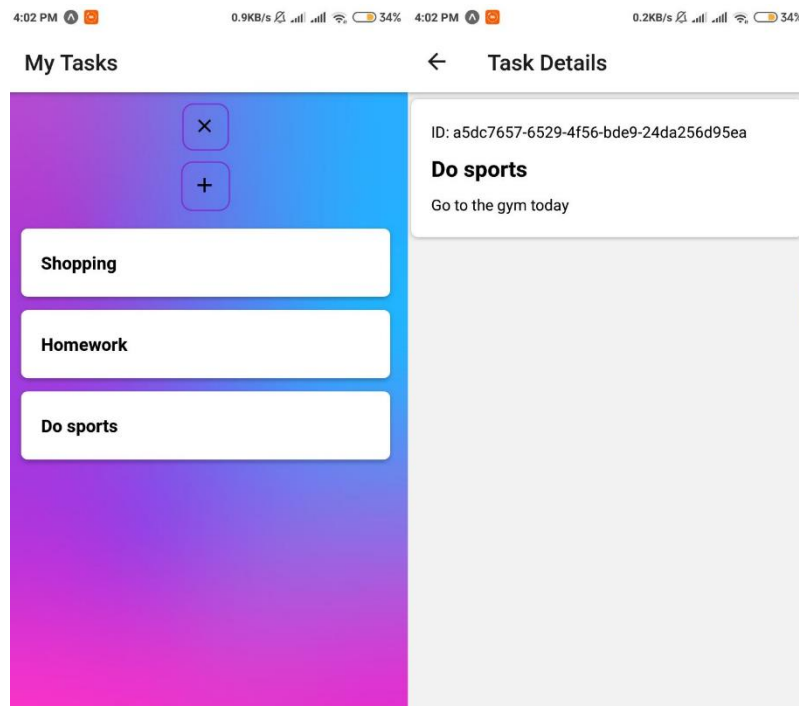 4:02 PM 0.9KB/s 34%
My Tasks
×
+
Shopping
Homework
Do sports
4:02 PM 0.2KB/s 34%
← Task Details
ID: a5dc7657-6529-4f56-bde9-24da256d95ea
Do sports
Go to the gym today